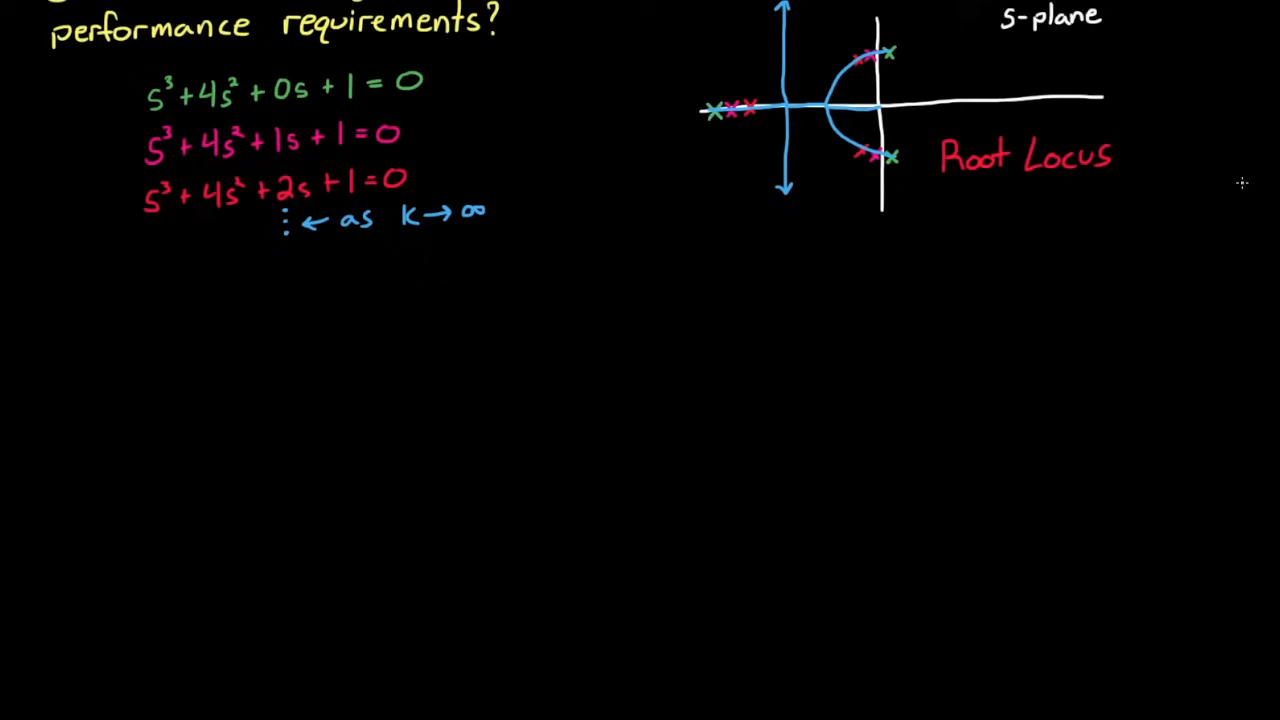 performance requirements?
s³ + 4s² + 0s + 1 = 0
s³ + 4s² + 1s + 1 = 0
s³ + 4s² + 2s + 1 = 0
⋮ ← as k → ∞
s-plane
Root Locus